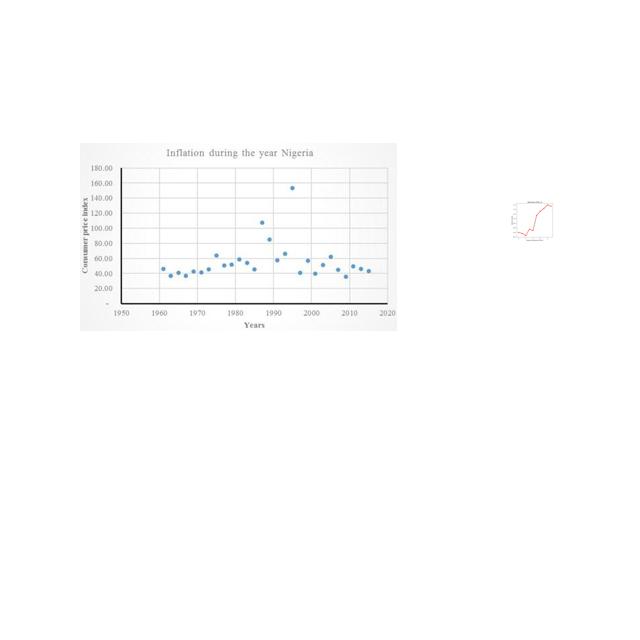 Inflation during the year Nigeria
180.00
160.00
140.00
120.00
100.00
80.00
60.00
40.00
20.00
-
Consumer price index
1950 1960 1970 1980 1990 2000 2010 2020
Years